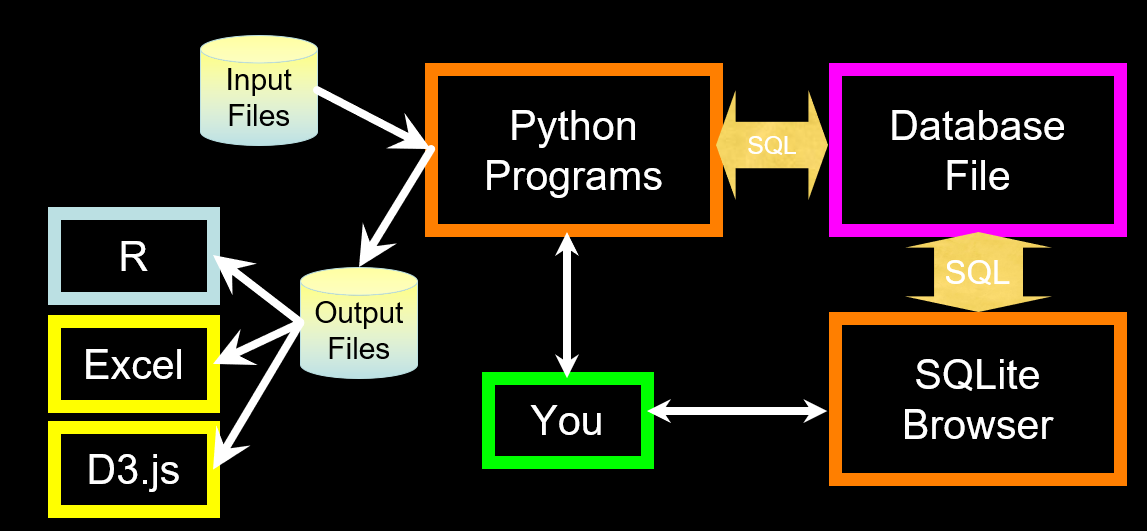 Input
Files
Python
Programs
SQL
Database
File
R
Excel
D3.js
Output
Files
You
SQL
SQLite
Browser